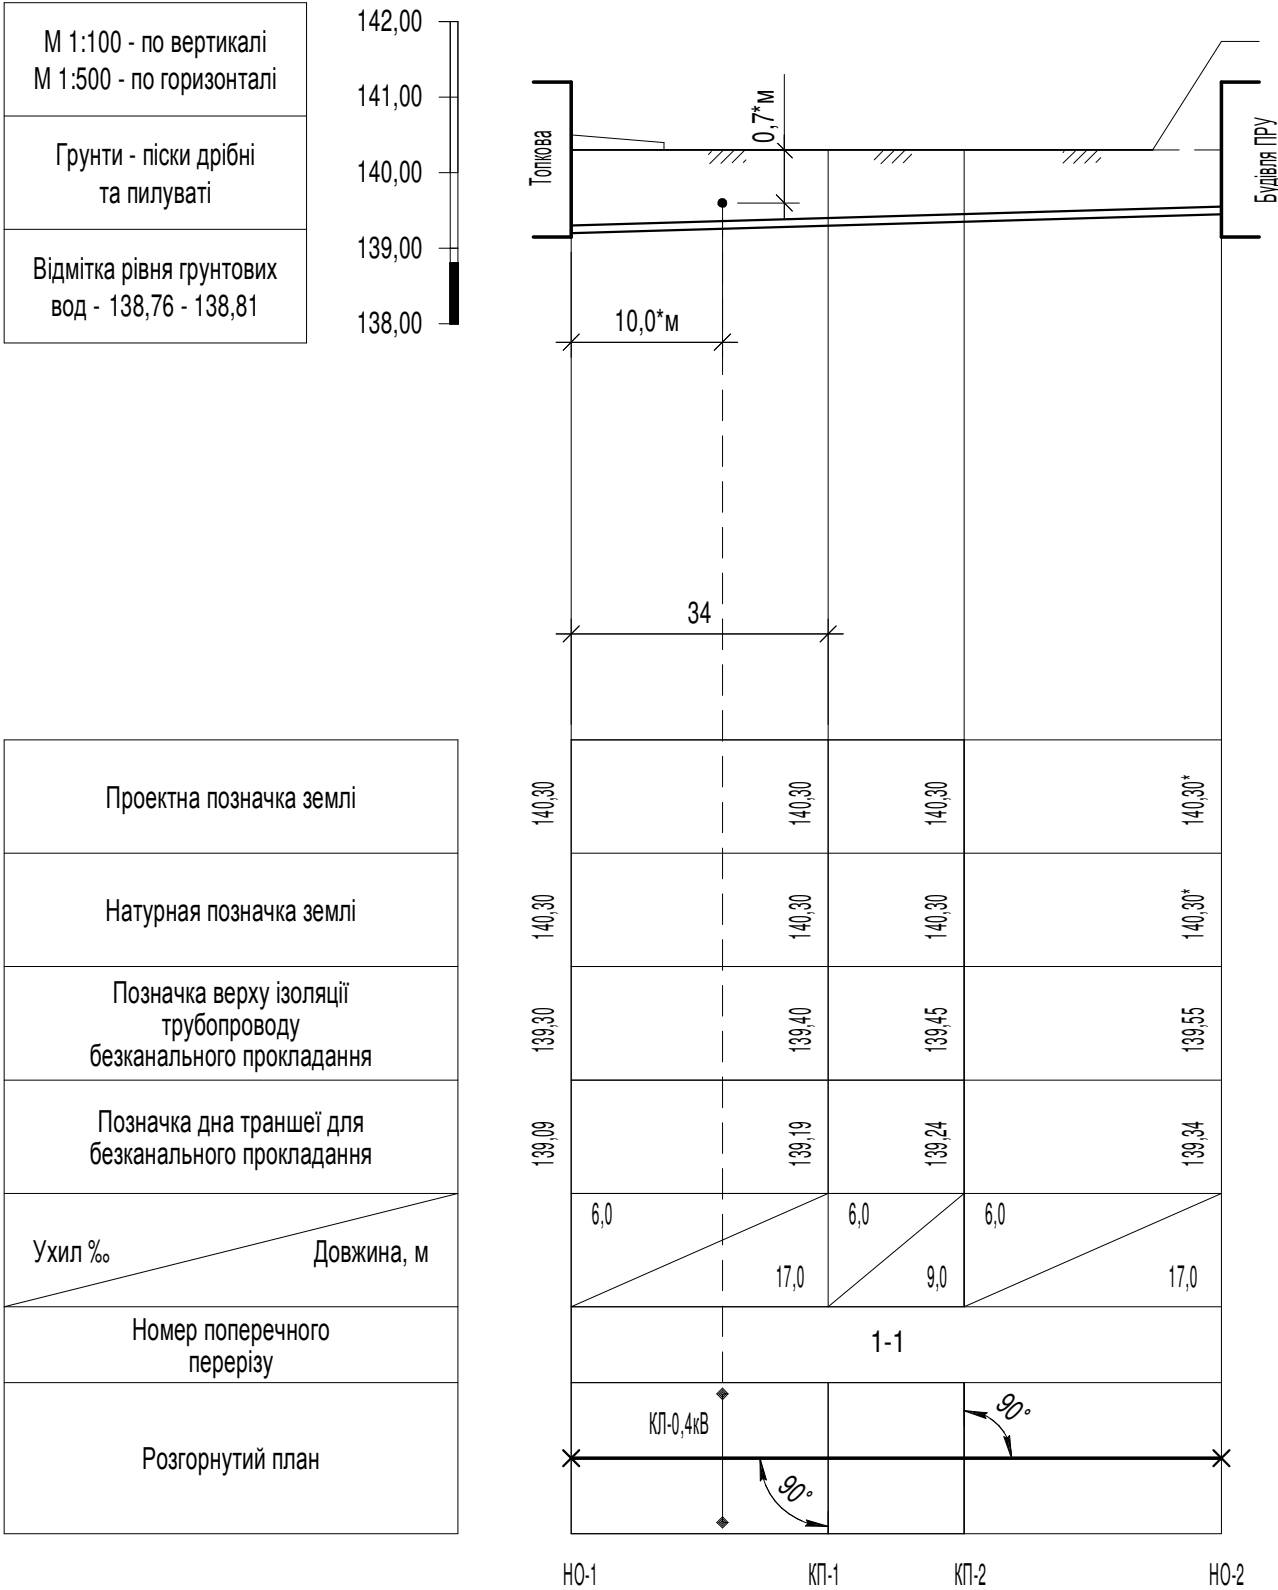 М 1:100 - по вертикалі
М 1:500 - по горизонталі
Грунти - піски дрібні
та пилуваті
Відмітка рівня грунтових
вод - 138,76 - 138,81
142,00
141,00
140,00
139,00
138,00
Топкова
0,7*м
Будівля ПРУ
10,0*м
34
Проектна позначка землі
140,30
140,30
140,30
140,30*
Натурная позначка землі
140,30
140,30
140,30
140,30*
Позначка верху ізоляції
трубопроводу
безканального прокладання
139,30
139,40
139,45
139,55
Позначка дна траншеї для
безканального прокладання
139,09
139,19
139,24
139,34
Ухил ‰
Довжина, м
6,0
17,0
6,0
9,0
6,0
17,0
Номер поперечного
перерізу
1-1
Розгорнутий план
КЛ-0,4кВ
90°
90°
НО-1
КП-1
КП-2
НО-2